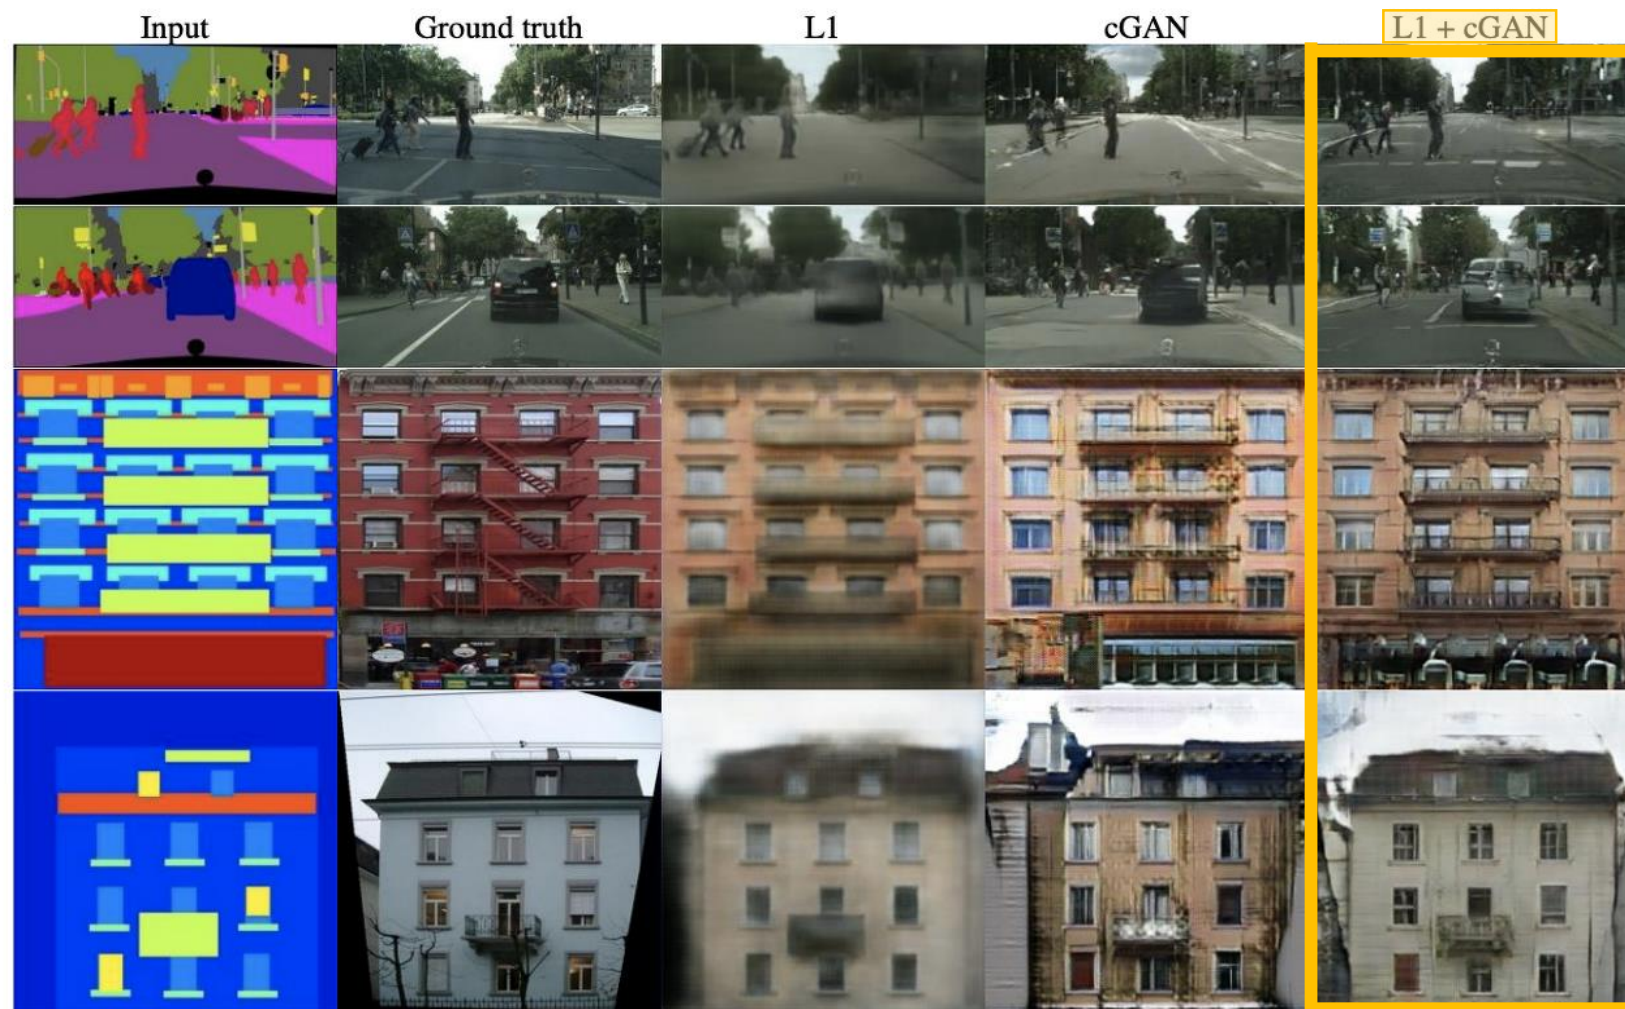 Input
Ground truth
L1
cGAN
L1 + cGAN